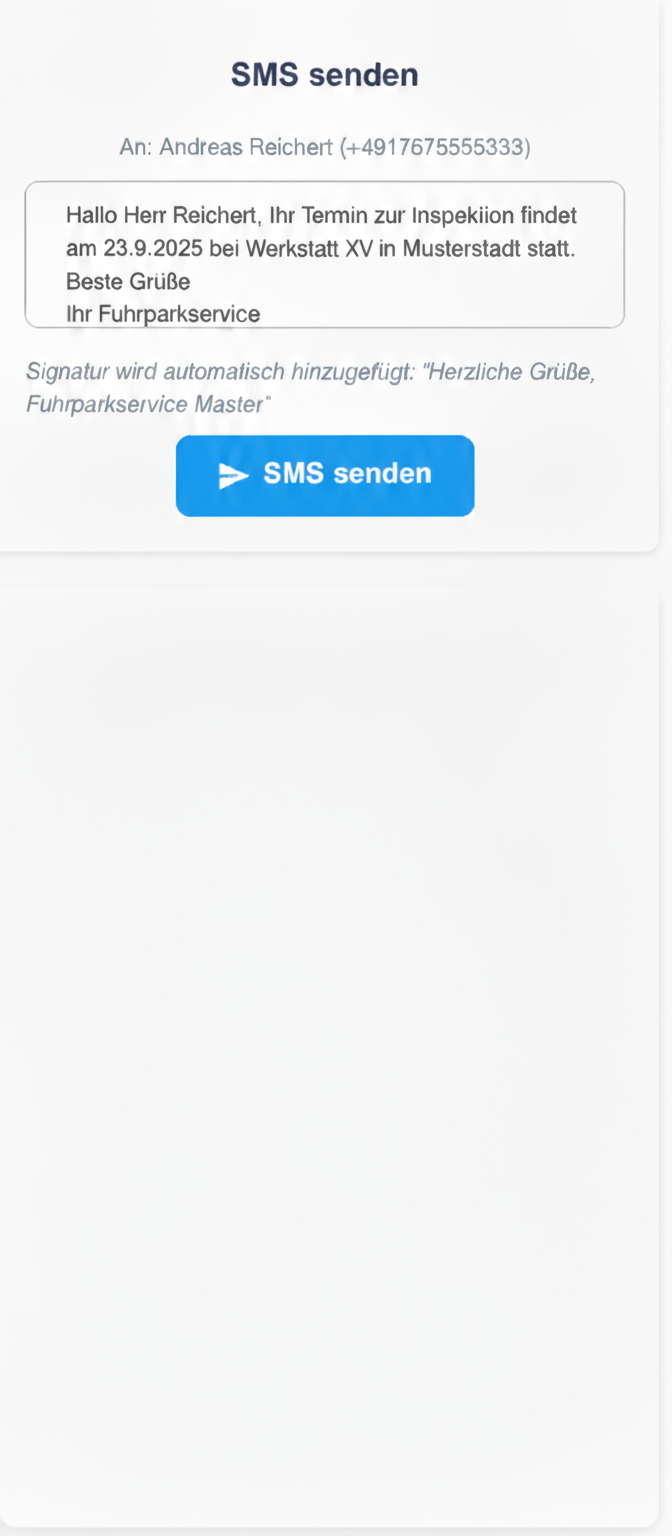 SMS senden
An: Andreas Reichert (+4917675555333)
Hallo Herr Reichert, Ihr Termin zur Inspekiion findet
am 23.9.2025 bei Werkstatt XV in Musterstadt statt.
Beste Grüße
Ihr Fuhrparkservice
Signatur wird automatisch hinzugefügt: "Herzliche Grüße,
Fuhrparkservice Master"
SMS senden